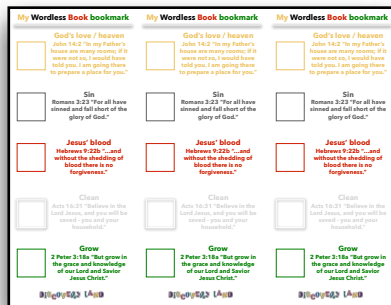 My Wordless Book bookmark
God's love / heaven
John 14:2 "In my Father's
house are many rooms; if
it were not so, I would have
told you. I am going there
to prepare a place for you."
Sin
Romans 3:23 "For all have
sinned and fall short of the
glory of God."
Jesus' blood
Hebrews 9:22b "...and
without the shedding of
blood there is no
forgiveness."
Clean
Acts 16:31 "Believe in the
Lord Jesus, and you will be
saved - you and your
household."
Grow
2 Peter 3:18a "But grow in
the grace and knowledge
of our Lord and Savior
Jesus Christ."
DISCOVERY LAND
My Wordless Book bookmark
God's love / heaven
John 14:2 "In my Father's
house are many rooms; if
it were not so, I would have
told you. I am going there
to prepare a place for you."
Sin
Romans 3:23 "For all have
sinned and fall short of the
glory of God."
Jesus' blood
Hebrews 9:22b "...and
without the shedding of
blood there is no
forgiveness."
Clean
Acts 16:31 "Believe in the
Lord Jesus, and you will be
saved - you and your
household."
Grow
2 Peter 3:18a "But grow in
the grace and knowledge
of our Lord and Savior
Jesus Christ."
DISCOVERY LAND
My Wordless Book bookmark
God's love / heaven
John 14:2 "In my Father's
house are many rooms; if
it were not so, I would have
told you. I am going there
to prepare a place for you."
Sin
Romans 3:23 "For all have
sinned and fall short of the
glory of God."
Jesus' blood
Hebrews 9:22b "...and
without the shedding of
blood there is no
forgiveness."
Clean
Acts 16:31 "Believe in the
Lord Jesus, and you will be
saved - you and your
household."
Grow
2 Peter 3:18a "But grow in
the grace and knowledge
of our Lord and Savior
Jesus Christ."
DISCOVERY LAND